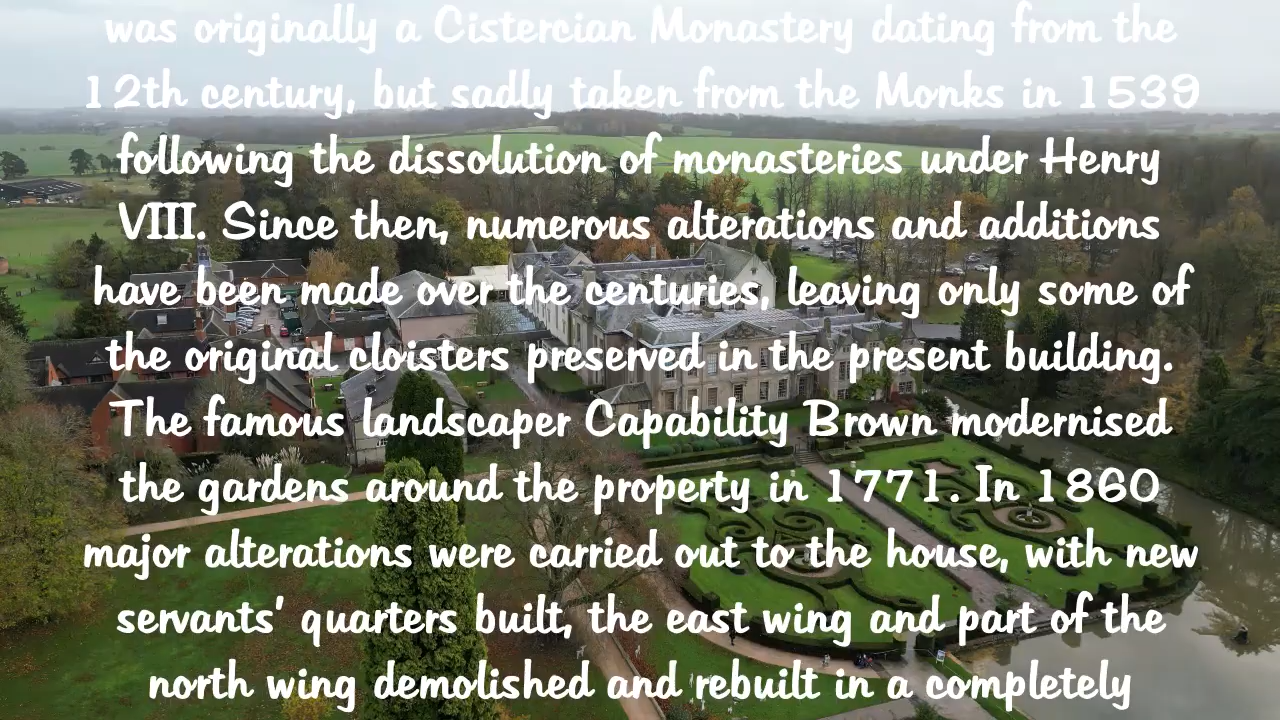 was originally a Cistercian Monastery dating from the
12th century, but sadly taken from the Monks in 1539
following the dissolution of monasteries under Henry
VIII. Since then, numerous alterations and additions
have been made over the centuries, leaving only some of
the original cloisters preserved in the present building.
The famous landscaper Capability Brown modernised
the gardens around the property in 1771. In 1860
major alterations were carried out to the house, with new
servants' quarters built, the east wing and part of the
north wing demolished and rebuilt in a completely